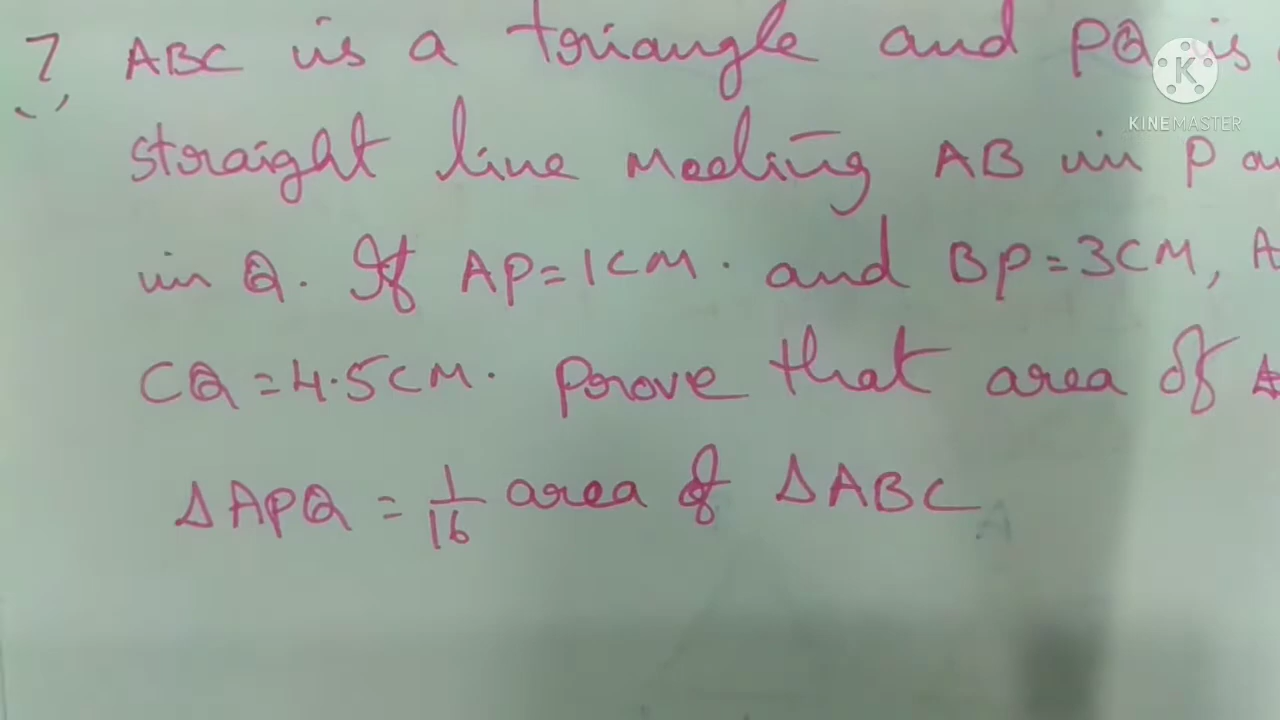 7 ABC is a triangle and PQ is
straight line Meeting AB in P
in Q. If AP=1CM. and BP=3CM, A
CQ=4.5CM. prove that area of
ΔAPQ = 1/16 area of ΔABC
A
K
KINEMASTER